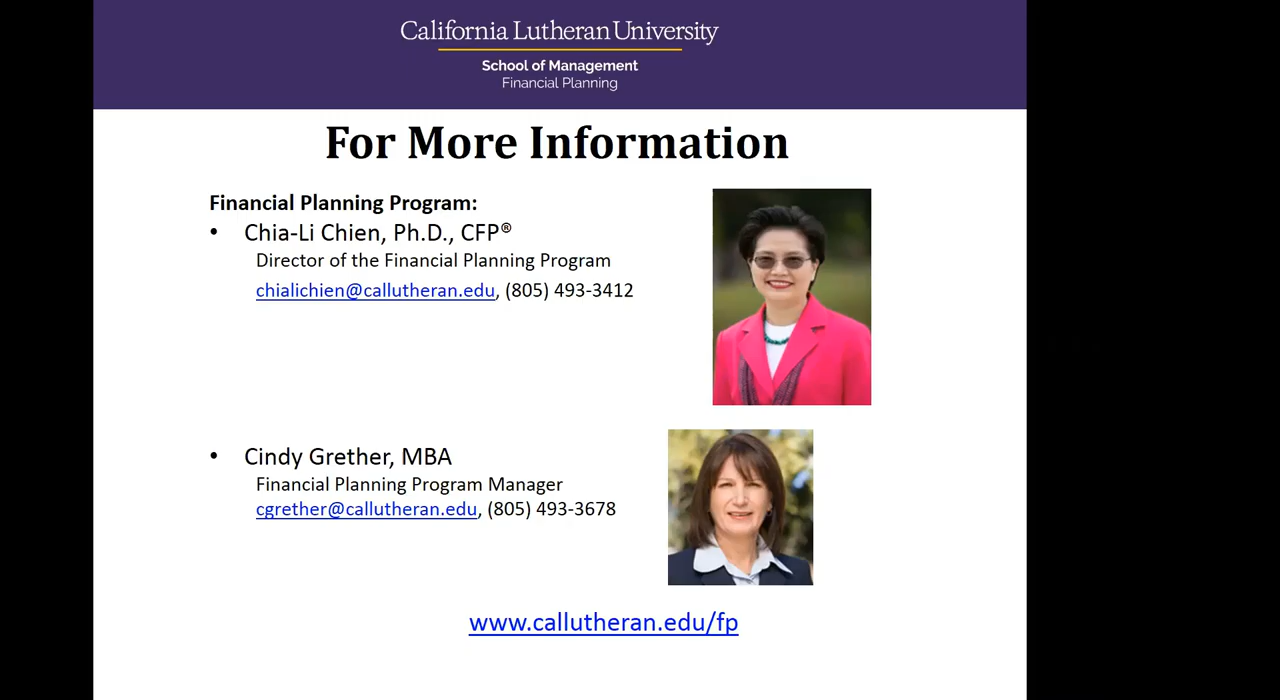 California Lutheran University
School of Management
Financial Planning
For More Information
Financial Planning Program:
• Chia-Li Chien, Ph.D., CFP®
Director of the Financial Planning Program
chialichien@callutheran.edu, (805) 493-3412
• Cindy Grether, MBA
Financial Planning Program Manager
cgrether@callutheran.edu, (805) 493-3678
www.callutheran.edu/fp